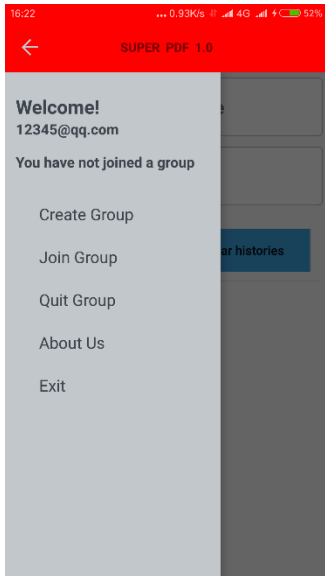 16:22 ... 0.93K/s 4G 52%
SUPER PDF 1.0
Welcome!
12345@qq.com
You have not joined a group
Create Group
Join Group
ar histories
Quit Group
About Us
Exit